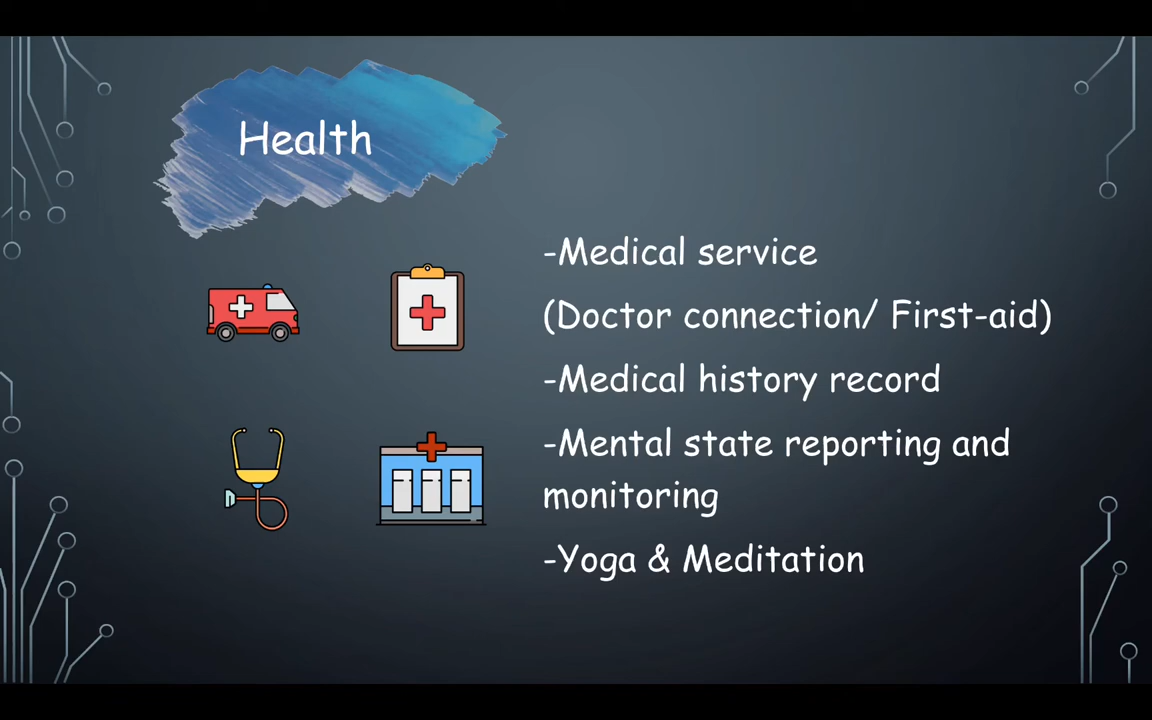 Health
-Medical service
(Doctor connection/ First-aid)
-Medical history record
-Mental state reporting and
monitoring
-Yoga & Meditation